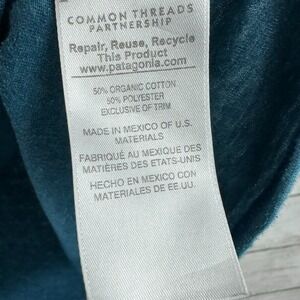 COMMON THREADS
PARTNERSHIP
Repair, Reuse, Recycle
This Product
www.patagonia.com
50% ORGANIC COTTON
50% POLYESTER
EXCLUSIVE OF TRIM
MADE IN MEXICO OF U.S.
MATERIALS
FABRIQUÉ AU MEXIQUE DES
MATIÈRES DES ETATS-UNIS
HECHO EN MEXICO CON
MATERIALES DE EE.UU.